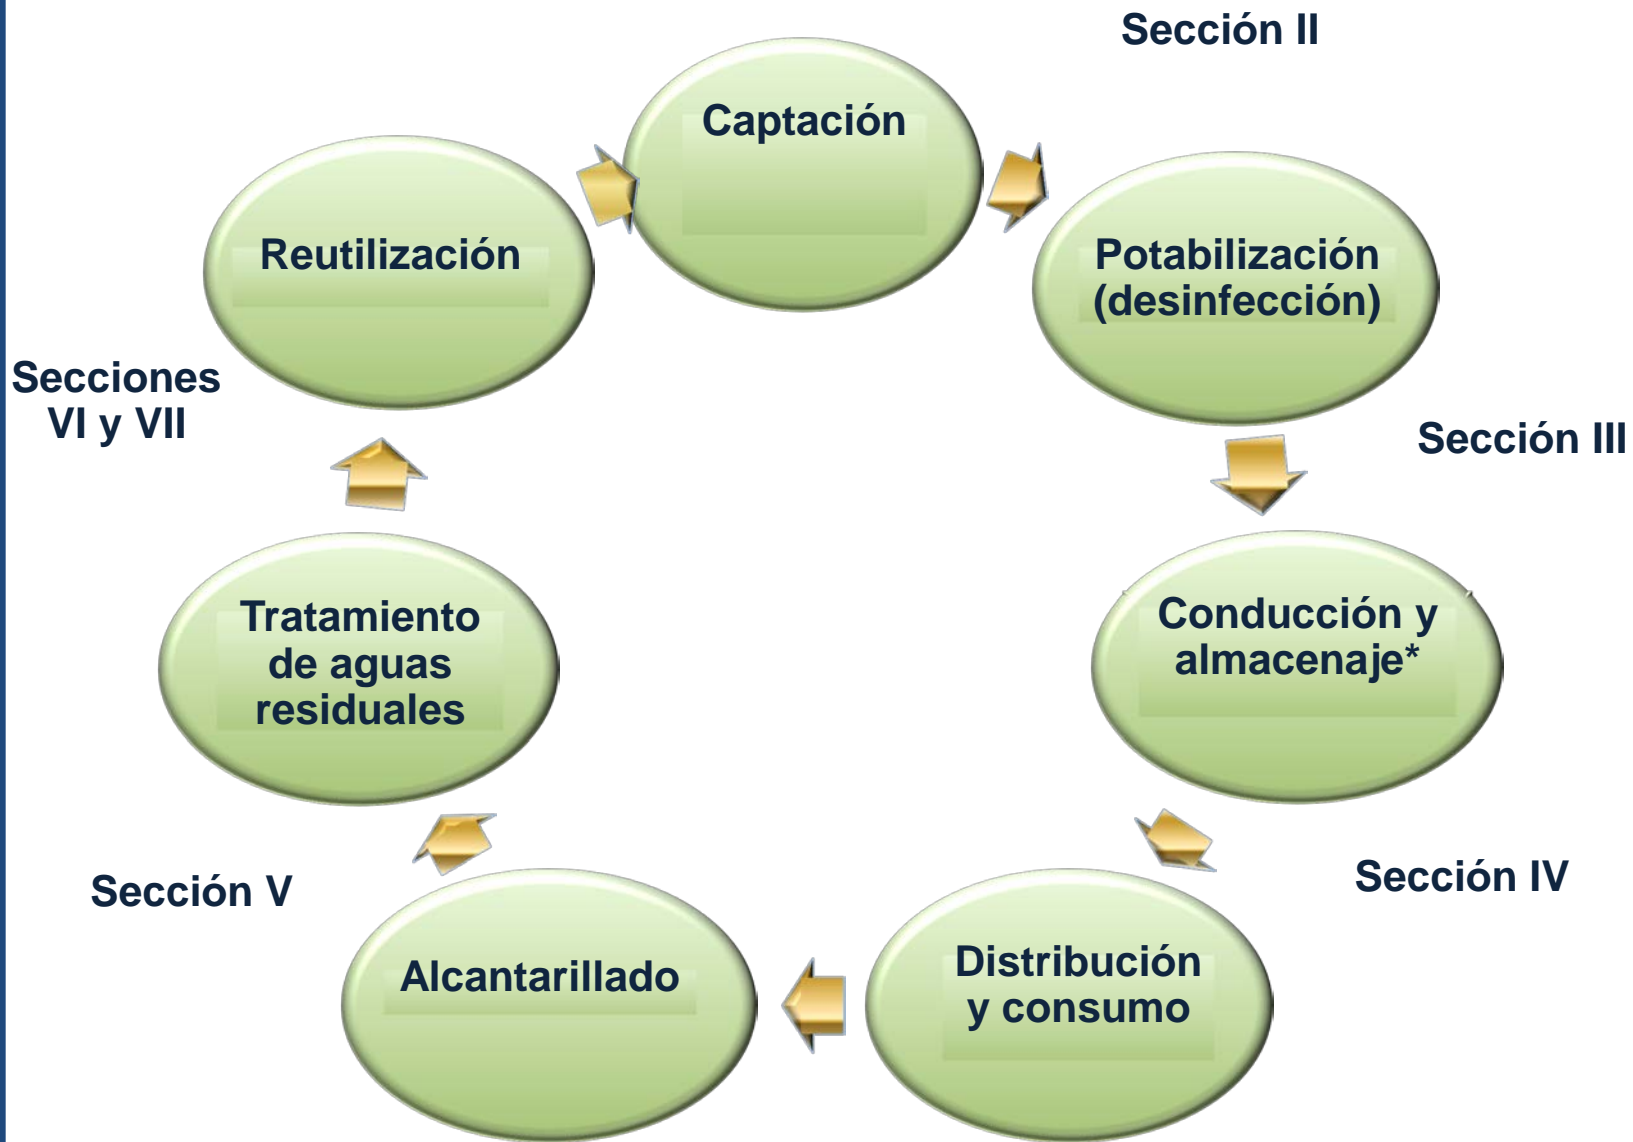 Sección II
Captación
Reutilización
Potabilización
(desinfección)
Secciones
VI y VII
Sección III
Tratamiento
de aguas
residuales
Conducción y
almacenaje*
Sección V
Sección IV
Alcantarillado
Distribución
y consumo